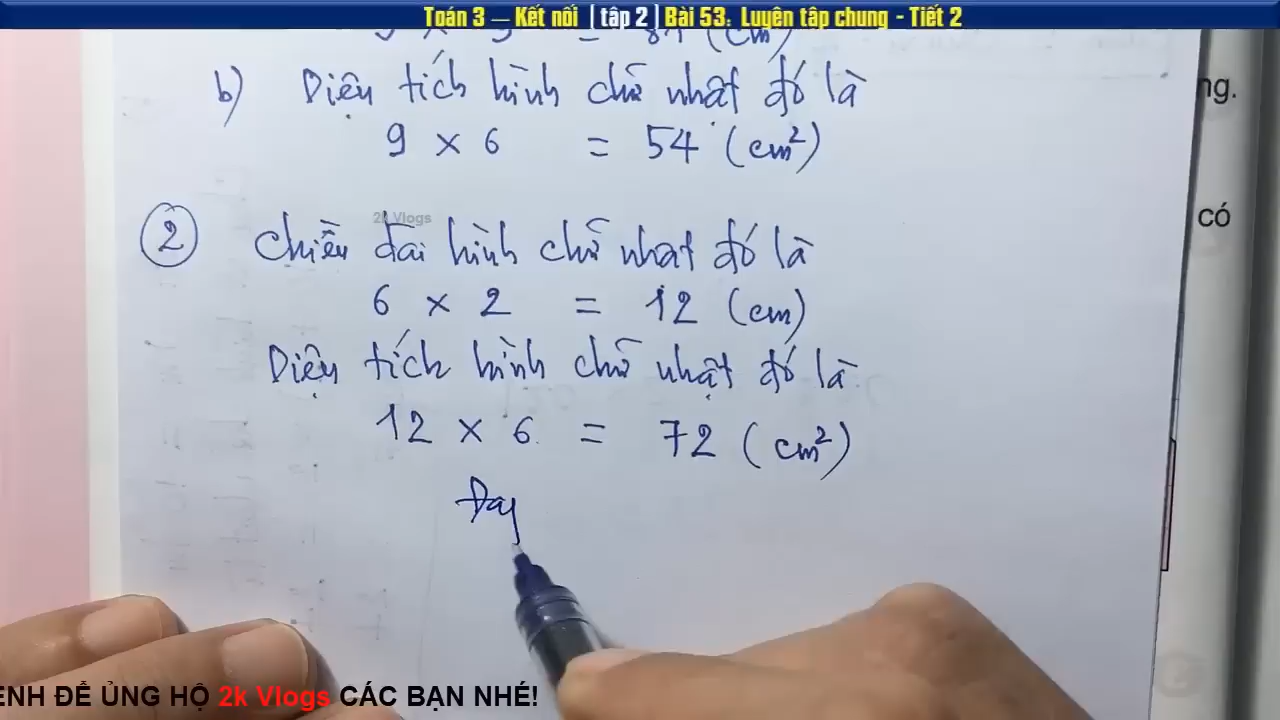 Toán 3 – Kết nối [ tập 2 ] Bài 53: Luyện tập chung - Tiết 2
(cm)
b) Diện tích hình chữ nhật đó là
9 x 6 = 54 (cm²)
2k Vlogs
2 Chiều dài hình chữ nhật đó là
6 x 2 = 12 (cm)
Diện tích hình chữ nhật đó là
12 x 6 = 72 (cm²)
Đáp
ng.
có
ENH ĐỄ ỦNG HỘ 2k Vlogs CÁC BẠN NHÉ!